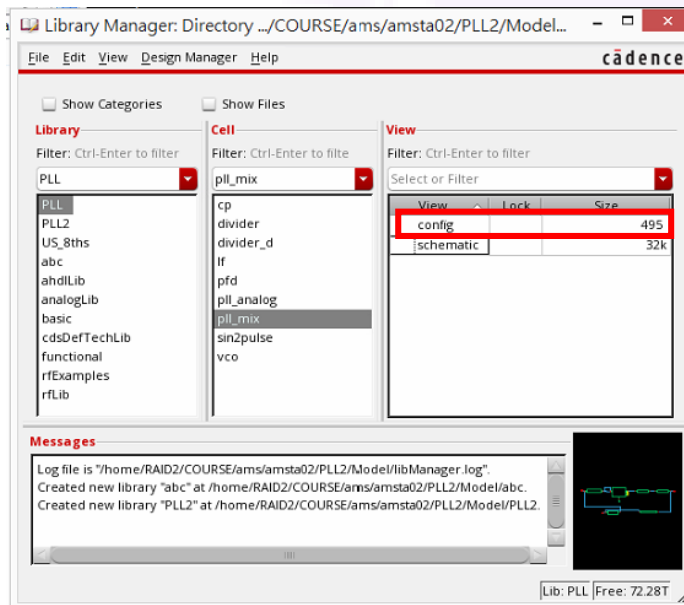 Library Manager: Directory .../COURSE/ams/amsta02/PLL2/Model...
File Edit View Design Manager Help
cādence
Show Categories
Show Files
Library
Cell
View
Filter: Ctrl-Enter to filter
Filter: Ctrl-Enter to filte
Filter: Ctrl-Enter to filter
PLL
pll_mix
Select or Filter
PLL
PLL2
US_8ths
abc
ahdlLib
analogLib
basic
cdsDefTechLib
functional
rfExamples
rfLib
cp
divider
divider_d
lf
pfd
pll_analog
pll_mix
sin2pulse
vco
View Lock Size
config 495
schematic 32k
Messages
Log file is "/home/RAID2/COURSE/ams/amsta02/PLL2/Model/libManager.log".
Created new library "abc" at /home/RAID2/COURSE/ams/amsta02/PLL2/Model/abc.
Created new library "PLL2" at /home/RAID2/COURSE/ams/amsta02/PLL2/Model/PLL2.
Lib: PLL Free: 72.28T